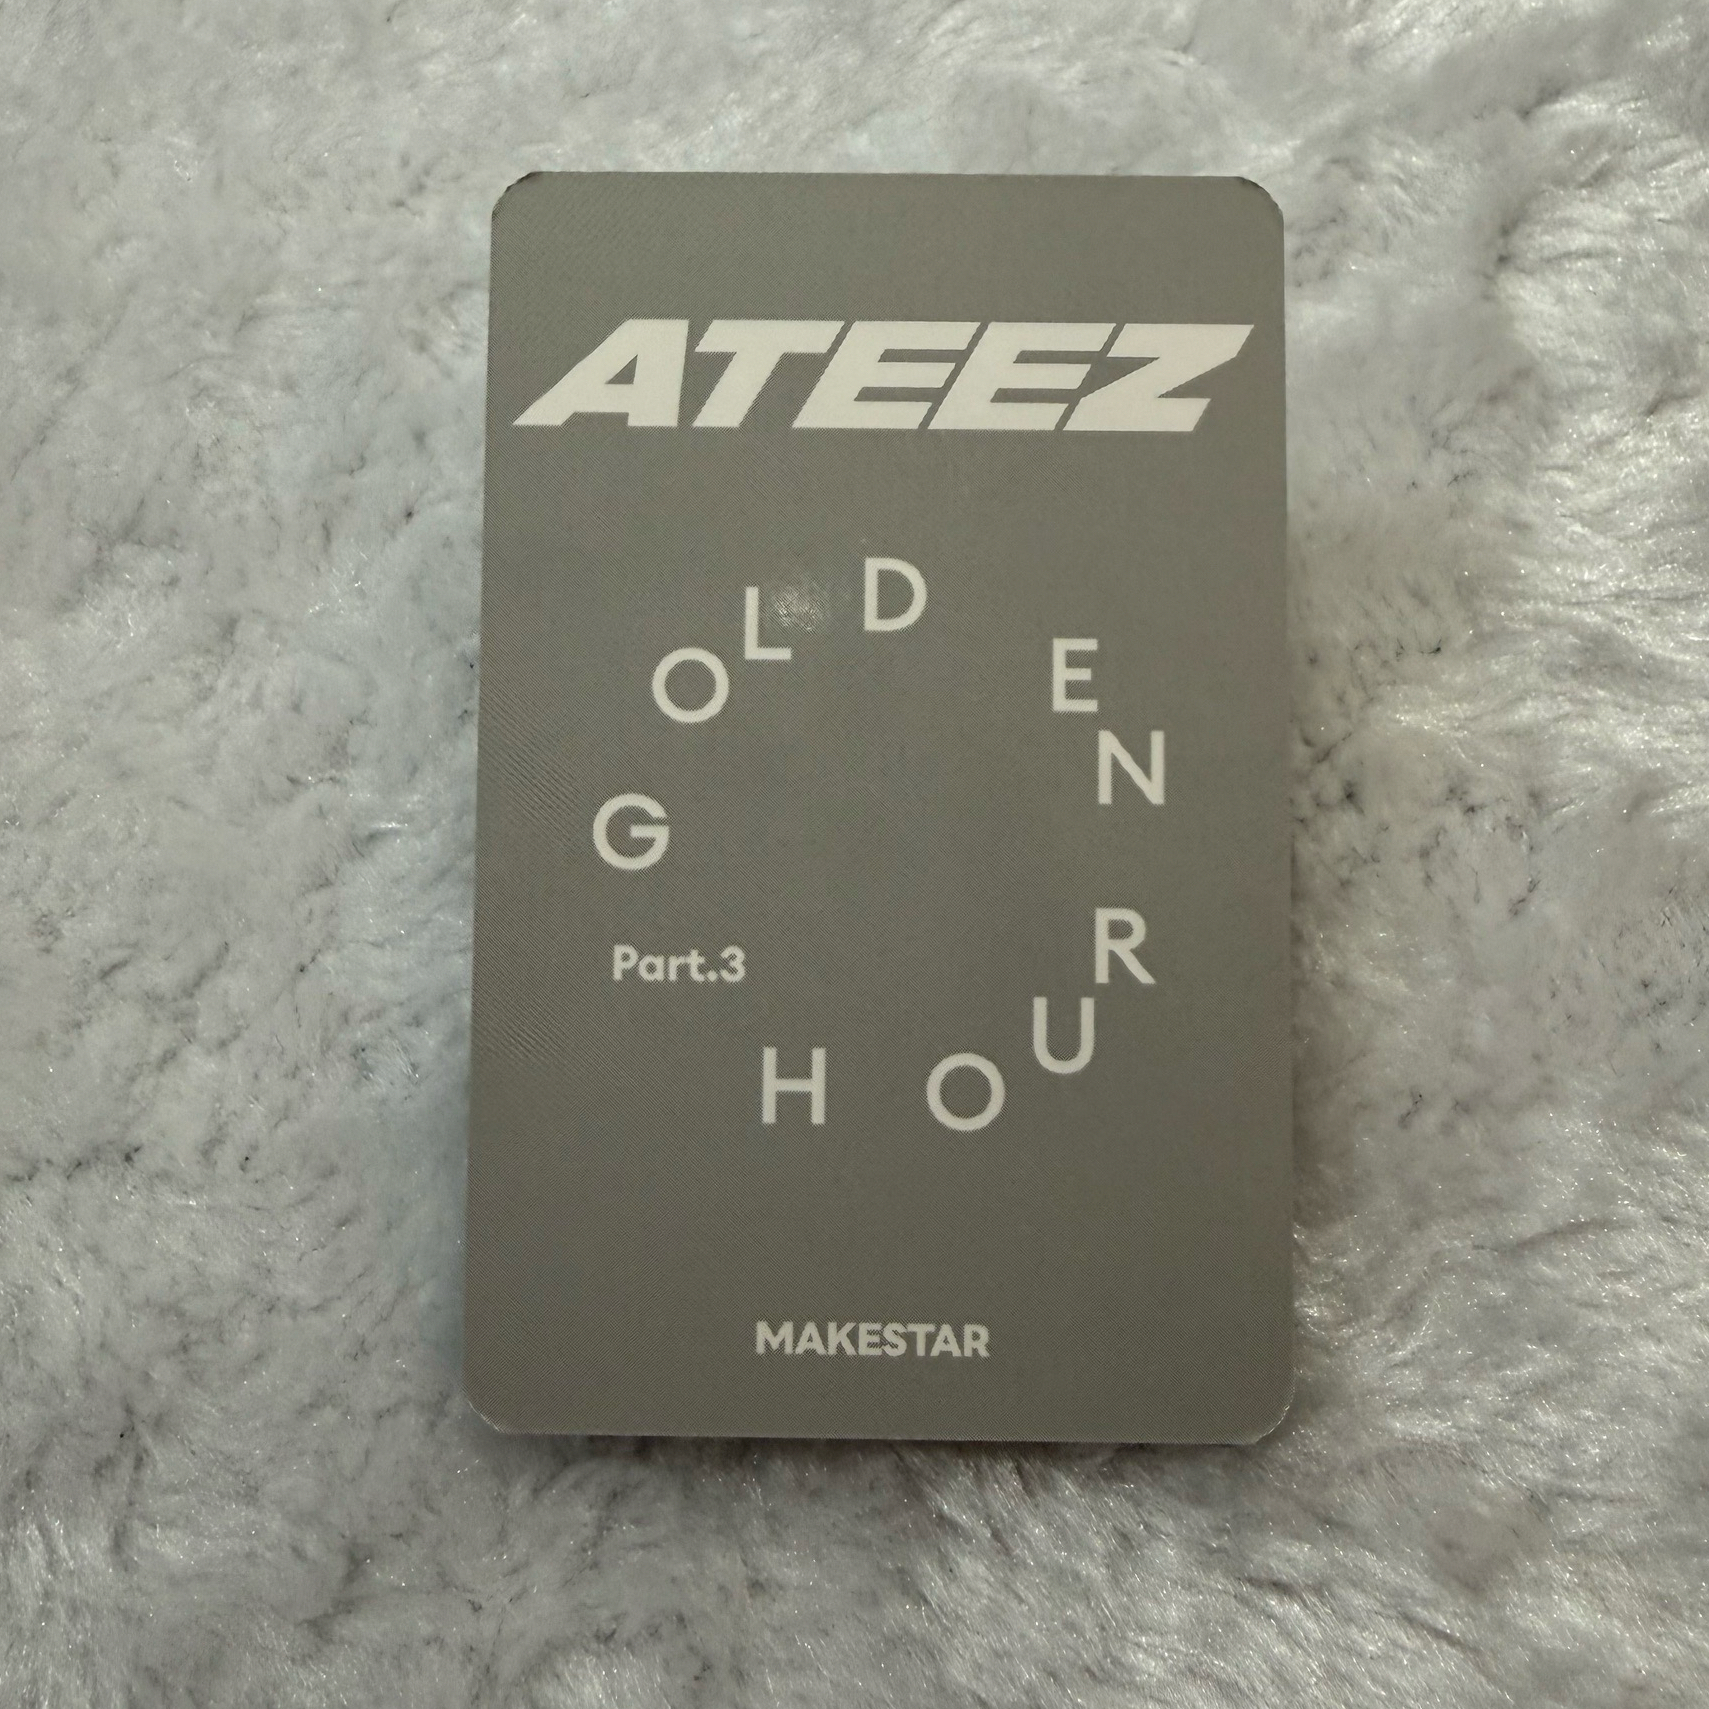 ATEEZ
GOLDEN
HOUR
Part.3
MAKESTAR